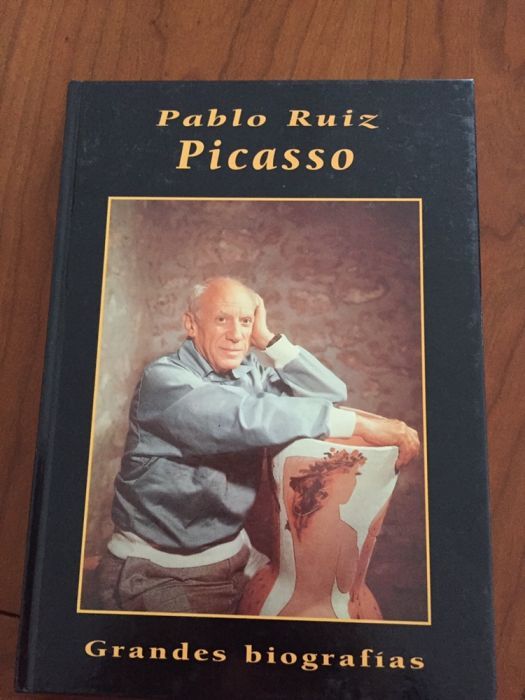 Pablo Ruiz
Picasso
Grandes biografías